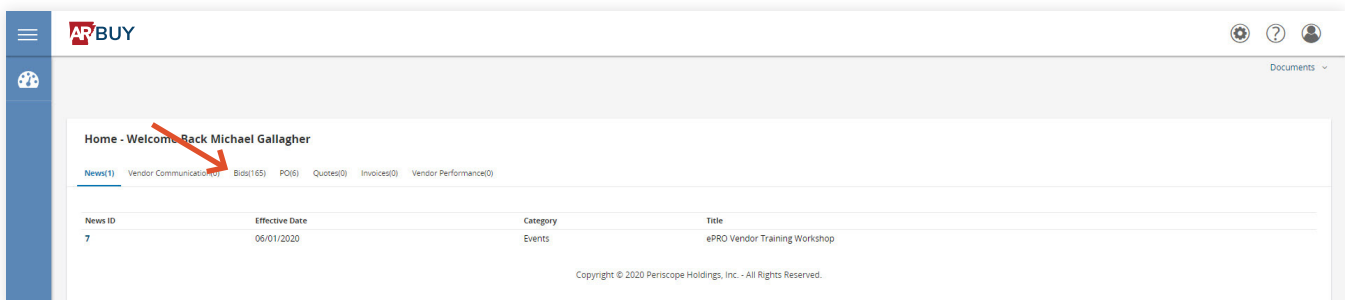 ARBUY
Documents
Home - Welcome Back Michael Gallagher
News(1) Vendor Communication(0) Bids(165) PO(6) Quotes(0) Invoices(0) Vendor Performance(0)
News ID Effective Date Category Title
7 06/01/2020 Events ePRO Vendor Training Workshop
Copyright © 2020 Periscope Holdings, Inc. - All Rights Reserved.